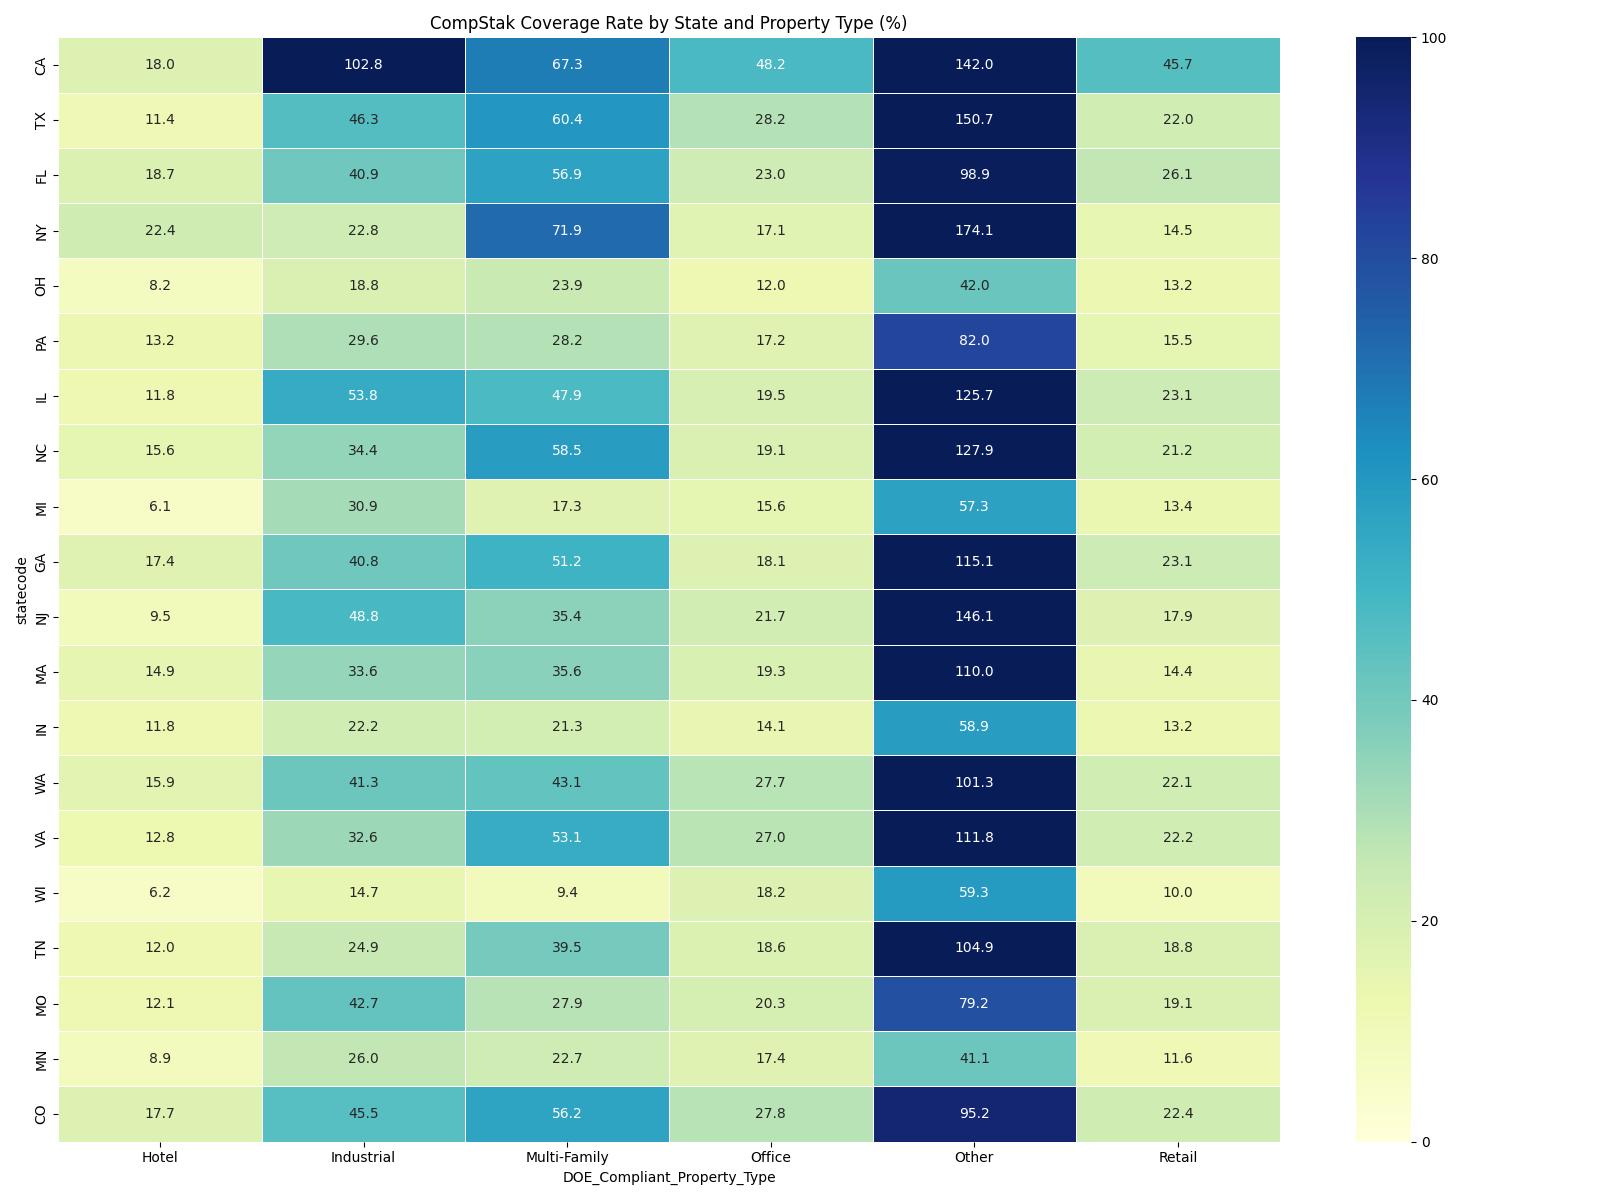 CompStak Coverage Rate by State and Property Type (%)
CA 18.0 102.8 67.3 48.2 142.0 45.7
TX 11.4 46.3 60.4 28.2 150.7 22.0
FL 18.7 40.9 56.9 23.0 98.9 26.1
NY 22.4 22.8 71.9 17.1 174.1 14.5
OH 8.2 18.8 23.9 12.0 42.0 13.2
PA 13.2 29.6 28.2 17.2 82.0 15.5
IL 11.8 53.8 47.9 19.5 125.7 23.1
NC 15.6 34.4 58.5 19.1 127.9 21.2
MI 6.1 30.9 17.3 15.6 57.3 13.4
GA 17.4 40.8 51.2 18.1 115.1 23.1
NJ 9.5 48.8 35.4 21.7 146.1 17.9
MA 14.9 33.6 35.6 19.3 110.0 14.4
IN 11.8 22.2 21.3 14.1 58.9 13.2
WA 15.9 41.3 43.1 27.7 101.3 22.1
VA 12.8 32.6 53.1 27.0 111.8 22.2
WI 6.2 14.7 9.4 18.2 59.3 10.0
TN 12.0 24.9 39.5 18.6 104.9 18.8
MO 12.1 42.7 27.9 20.3 79.2 19.1
MN 8.9 26.0 22.7 17.4 41.1 11.6
CO 17.7 45.5 56.2 27.8 95.2 22.4
Hotel Industrial Multi-Family Office Other Retail
DOE_Compliant_Property_Type
statecode
100
80
60
40
20
0